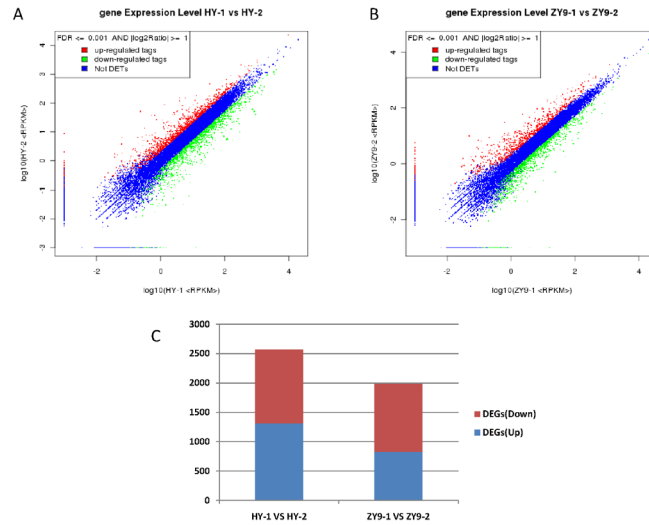 A
gene Expression Level HY-1 vs HY-2
FDR <= 0.001 AND |log2Ratio| >= 1
up-regulated tags
down-regulated tags
Not DETs
log10(HY-2 <RPKM>)
4
3
2
1
0
-1
-2
-3
-2 0 2 4
log10(HY-1 <RPKM>)
B
gene Expression Level ZY9-1 vs ZY9-2
FDR <= 0.001 AND |log2Ratio| >= 1
up-regulated tags
down-regulated tags
Not DETs
log10(ZY9-2 <RPKM>)
4
2
0
-2
-2 0 2 4
log10(ZY9-1 <RPKM>)
C
3000
2500
2000
1500
1000
500
0
HY-1 VS HY-2 ZY9-1 VS ZY9-2
DEGs(Down)
DEGs(Up)